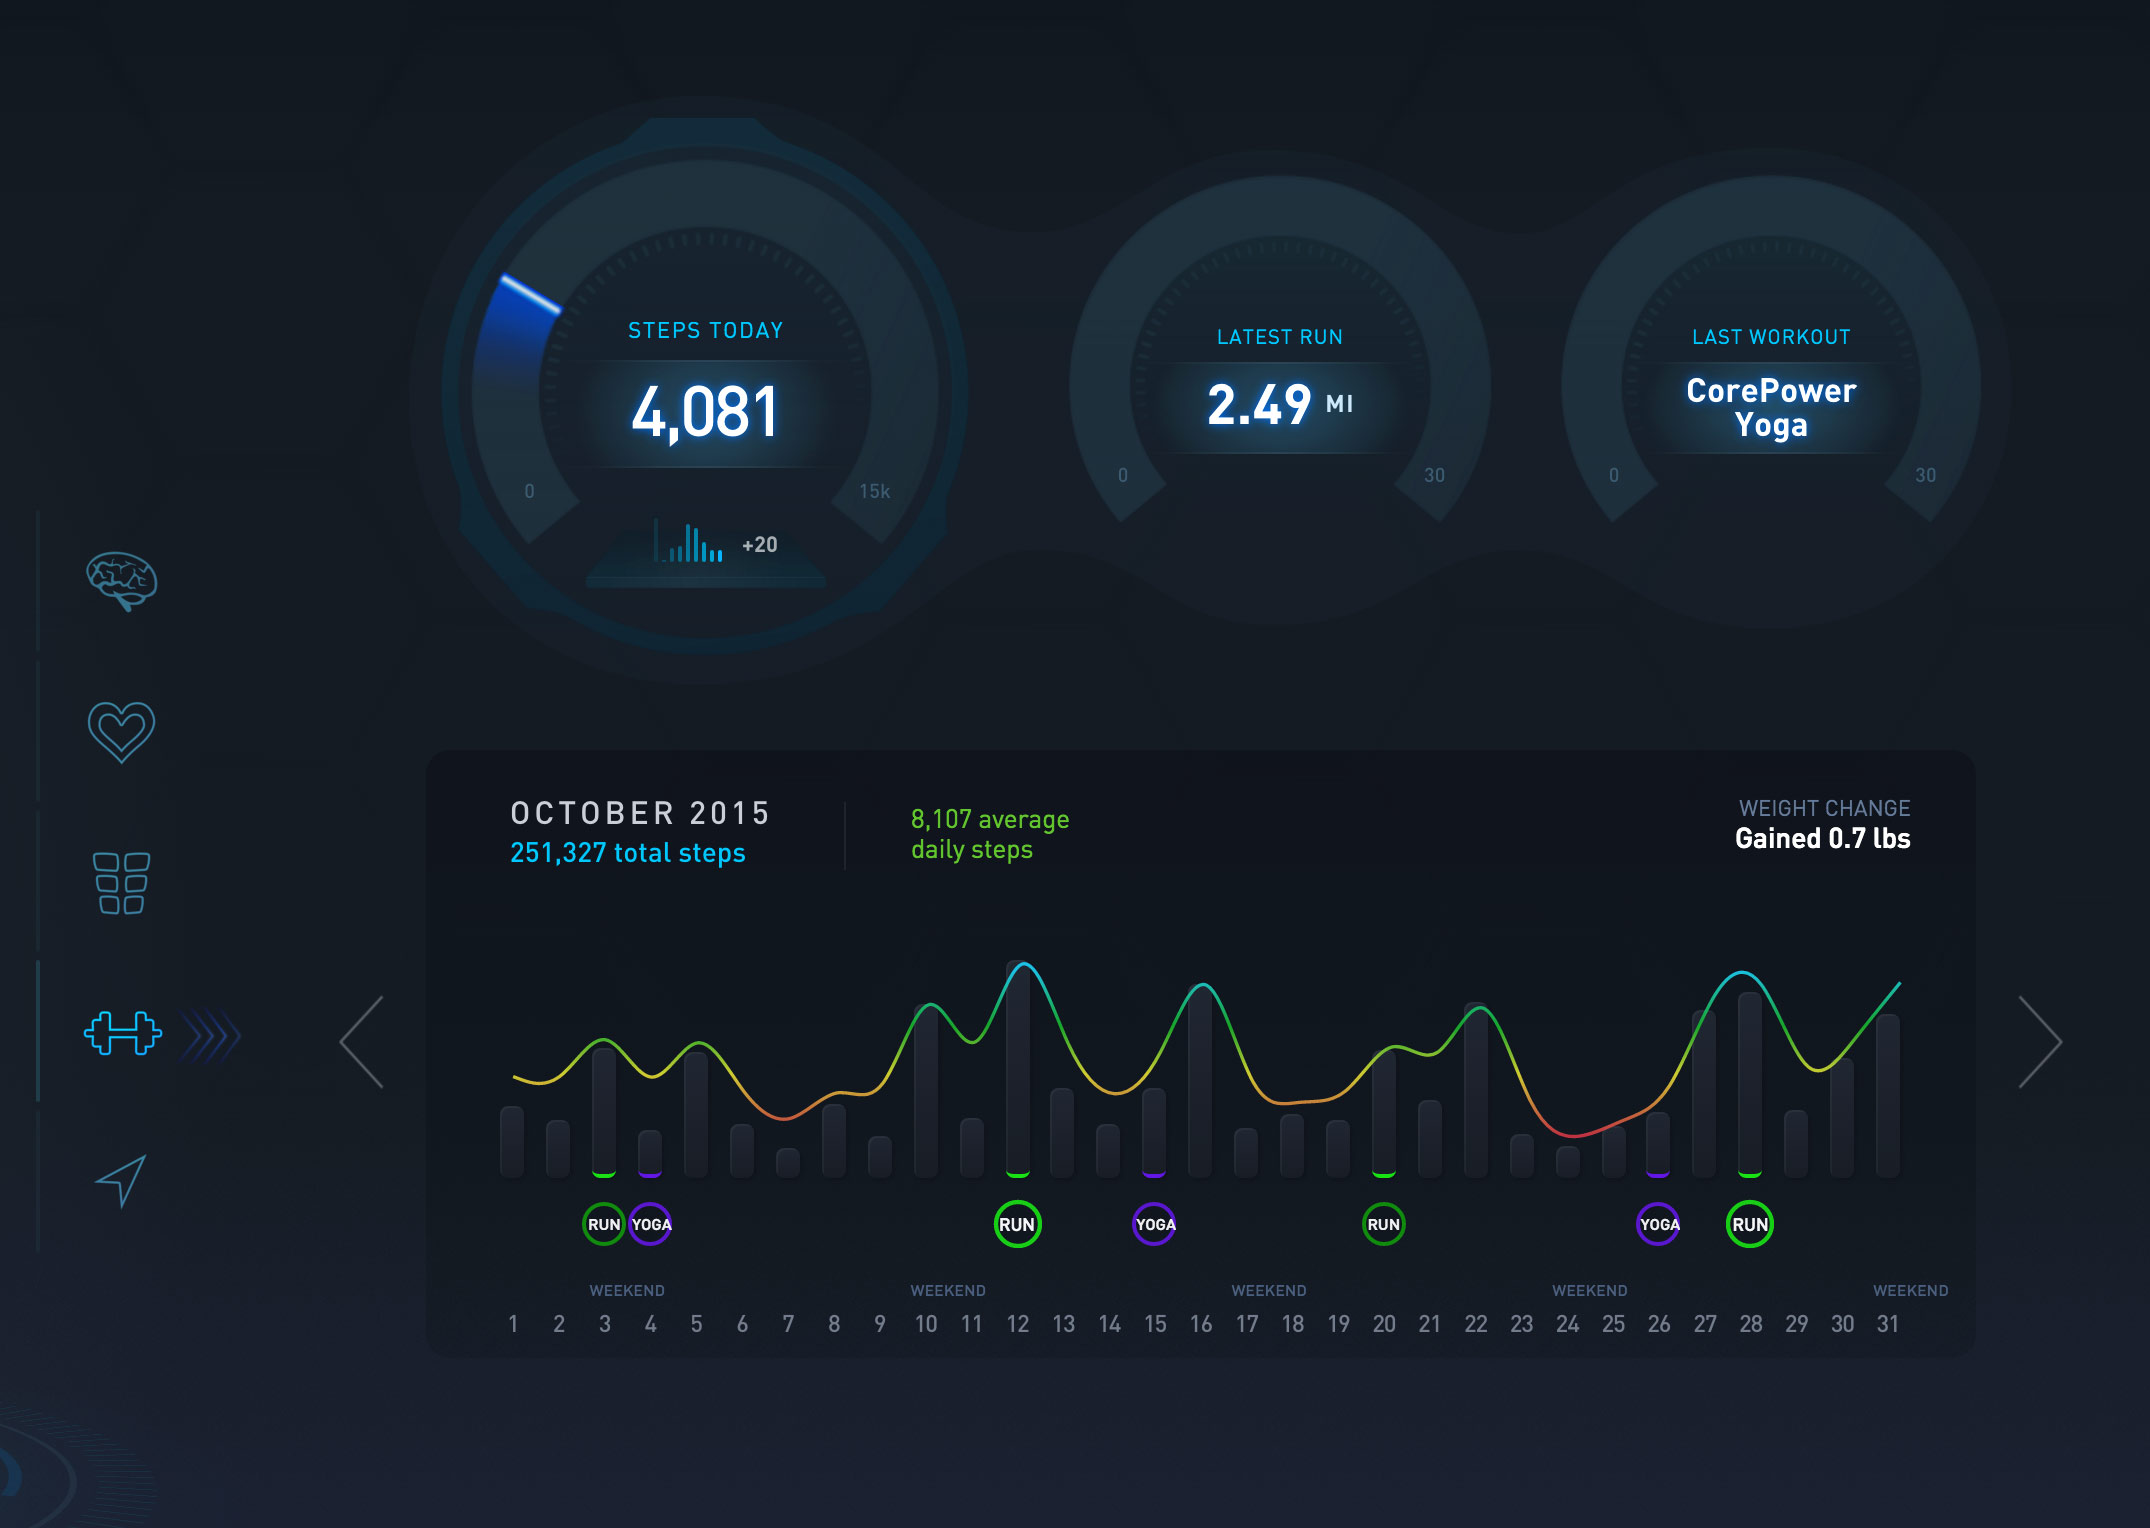 STEPS TODAY
4,081
0
15k
+20
LATEST RUN
2.49 MI
0
30
LAST WORKOUT
CorePower
Yoga
0
30
OCTOBER 2015
251,327 total steps
8,107 average
daily steps
WEIGHT CHANGE
Gained 0.7 lbs
RUN YOGA RUN YOGA RUN YOGA RUN
WEEKEND WEEKEND WEEKEND WEEKEND WEEKEND
1 2 3 4 5 6 7 8 9 10 11 12 13 14 15 16 17 18 19 20 21 22 23 24 25 26 27 28 29 30 31